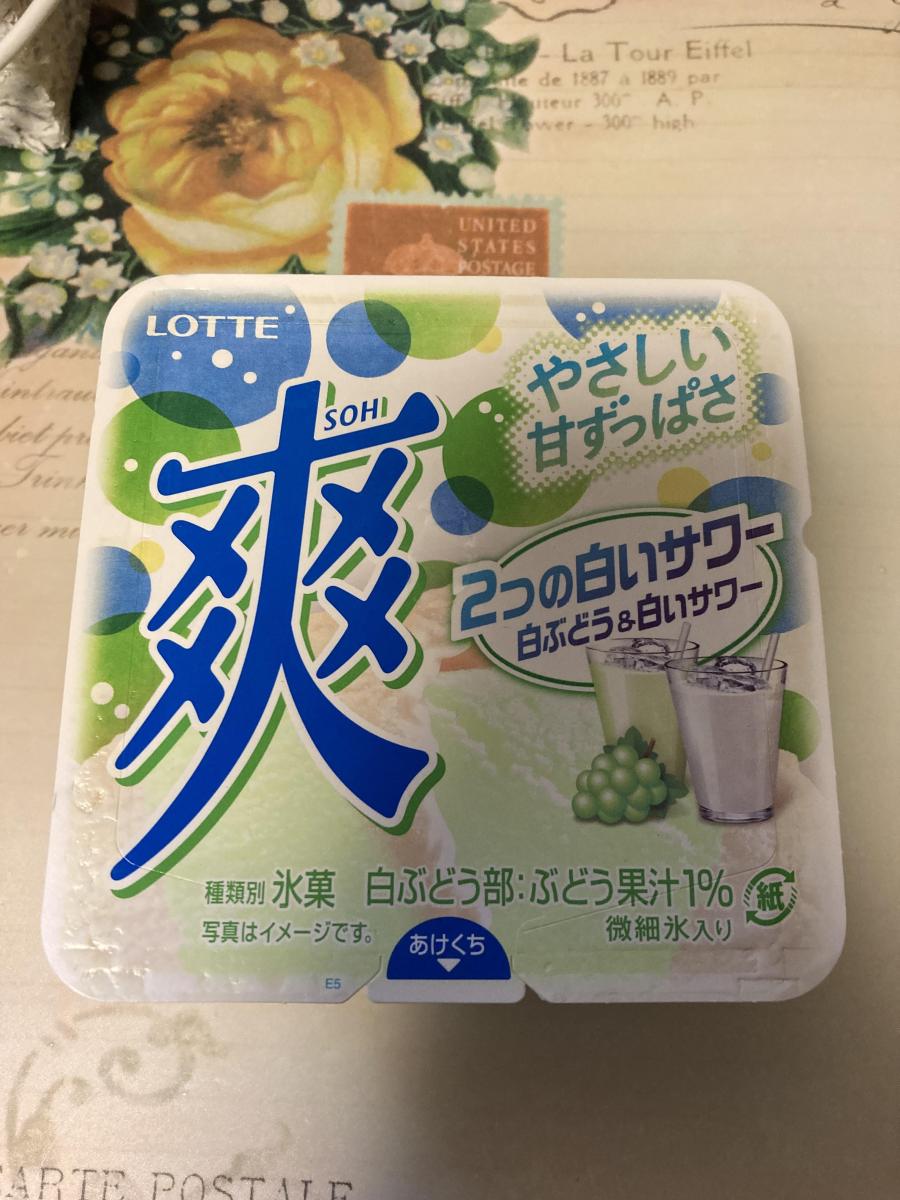 La Tour Eiffel
de 1887 à 1889 par
300ᵐ A. P.
300ᵐ high
UNITED
STATES
POSTAGE
LOTTE
SOH
爽
やさしい
甘ずっぱさ
2つの白いサワー
白ぶどう&白いサワー
種類別 氷菓 白ぶどう部:ぶどう果汁1%
紙
写真はイメージです。
微細氷入り
あけくち
E5
CARTE POSTALE